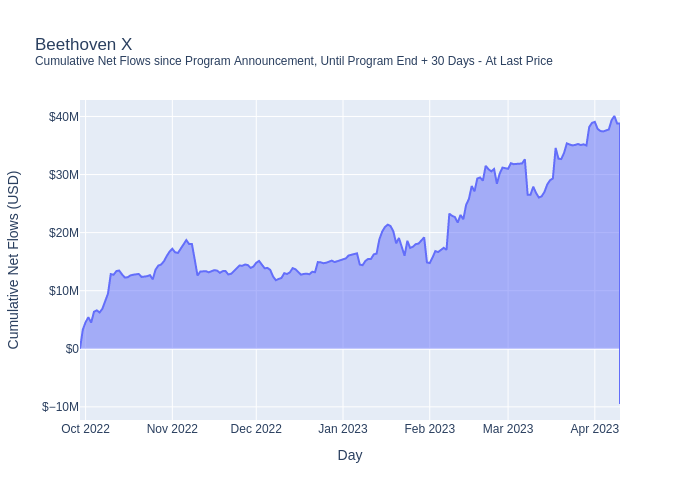 Beethoven X
Cumulative Net Flows since Program Announcement, Until Program End + 30 Days - At Last Price
Cumulative Net Flows (USD)
$40M
$30M
$20M
$10M
$0
$−10M
Oct 2022 Nov 2022 Dec 2022 Jan 2023 Feb 2023 Mar 2023 Apr 2023
Day